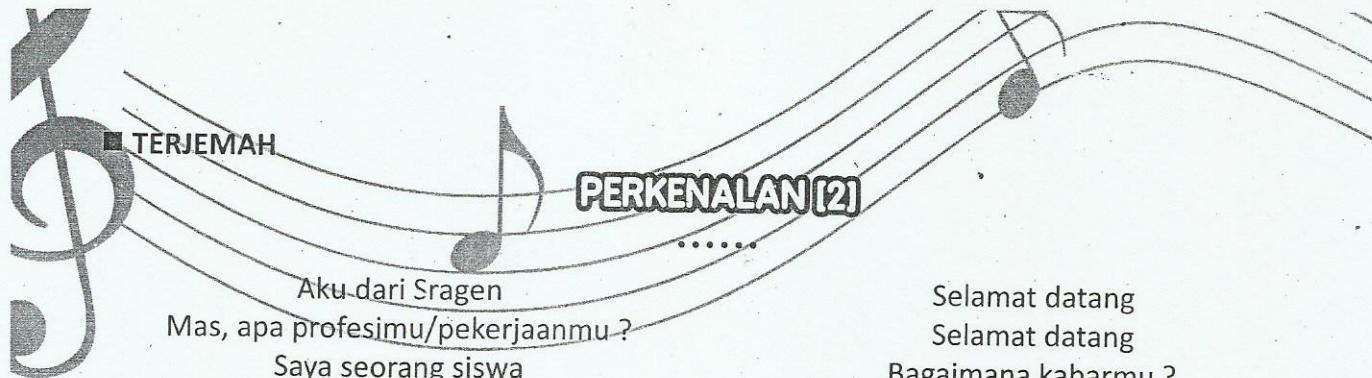 ■ TERJEMAH
PERKENALAN [2]
......
Aku dari Sragen
Mas, apa profesimu/pekerjaanmu ?
Saya seorang siswa
Selamat datang
Selamat datang
Bagaimana kabarmu ?